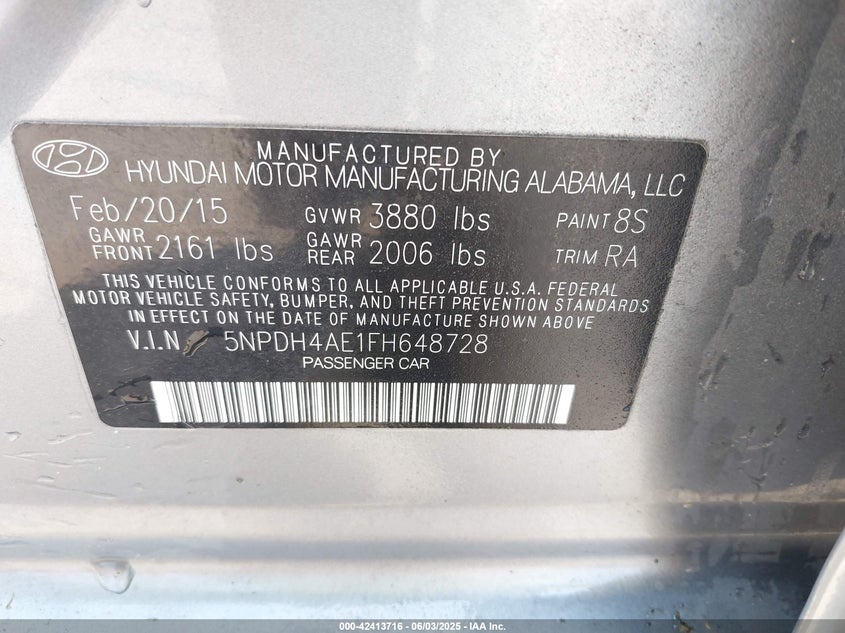 MANUFACTURED BY
HYUNDAI MOTOR MANUFACTURING ALABAMA, LLC
Feb/20/15 GVWR 3880 lbs PAINT 8S
GAWR FRONT 2161 lbs GAWR REAR 2006 lbs TRIM RA
THIS VEHICLE CONFORMS TO ALL APPLICABLE U.S.A. FEDERAL
MOTOR VEHICLE SAFETY, BUMPER, AND THEFT PREVENTION STANDARDS
IN EFFECT ON THE DATE OF MANUFACTURE SHOWN ABOVE
V.I.N / 5NPDH4AE1FH648728
PASSENGER CAR
000-42413716 - 06/03/2025 - IAA Inc.